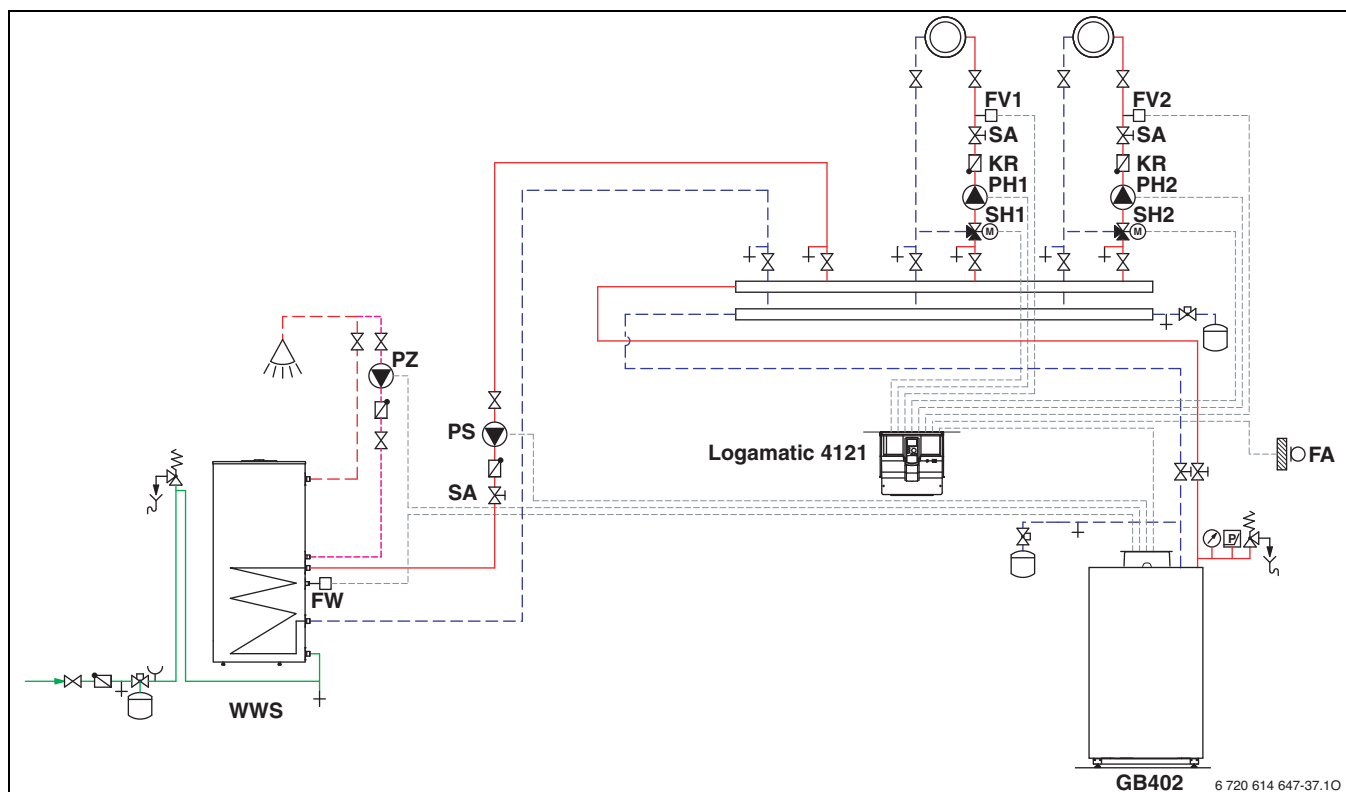 FV1
FV2
SA
SA
KR
KR
PH1
PH2
SH1
SH2
M
M
PZ
PS
Logamatic 4121
FA
SA
P/
FW
WWS
GB402
6 720 614 647-37.1O